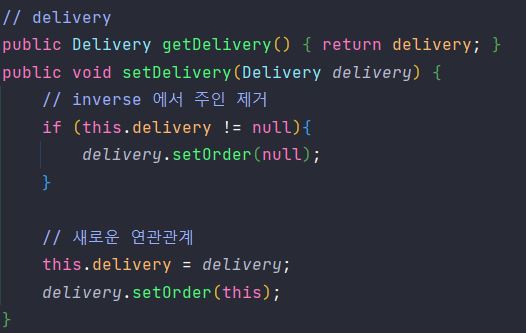 // delivery
public Delivery getDelivery() { return delivery; }
public void setDelivery(Delivery delivery) {
    // inverse 에서 주인 제거
    if (this.delivery != null){
        delivery.setOrder(null);
    }

    // 새로운 연관관계
    this.delivery = delivery;
    delivery.setOrder(this);
}